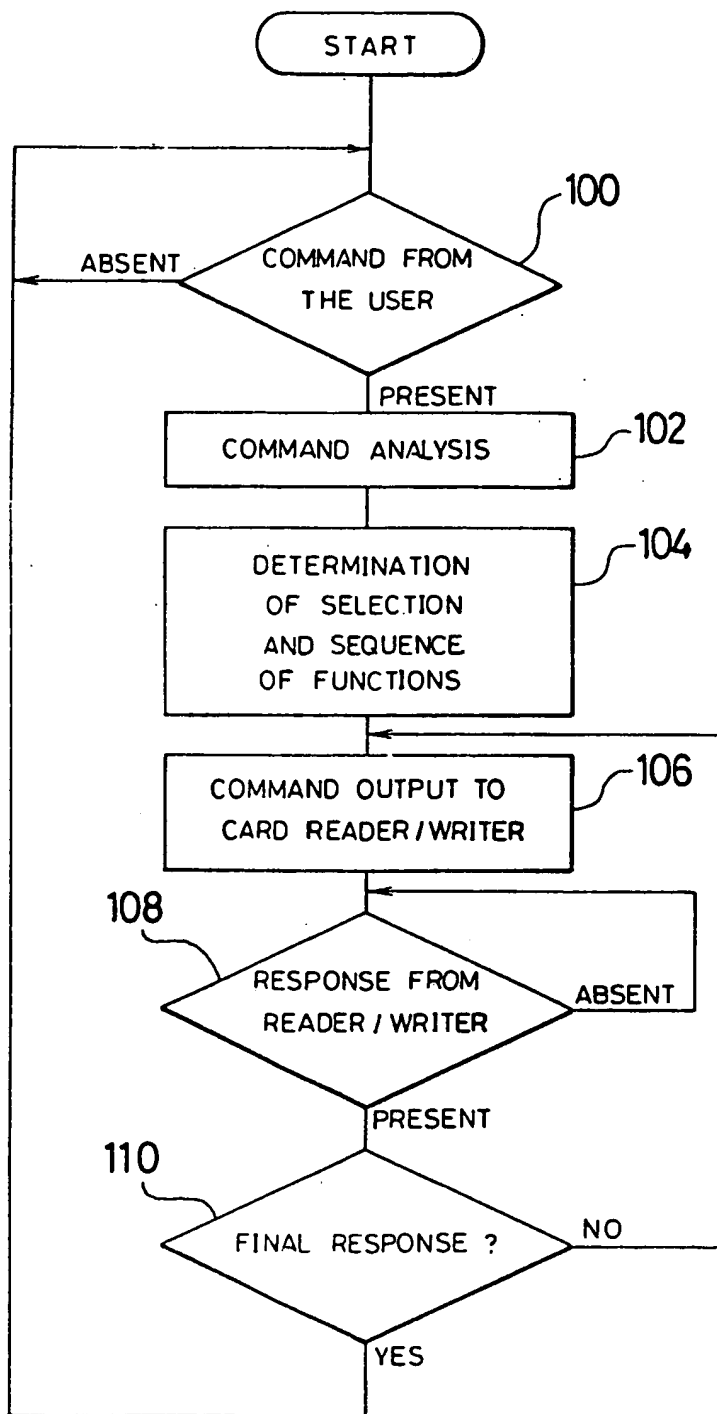 START
100
COMMAND FROM
THE USER
ABSENT
PRESENT
COMMAND ANALYSIS
102
DETERMINATION
OF SELECTION
AND SEQUENCE
OF FUNCTIONS
104
COMMAND OUTPUT TO
CARD READER/WRITER
106
108
RESPONSE FROM
READER/WRITER
ABSENT
PRESENT
110
FINAL RESPONSE ?
NO
YES